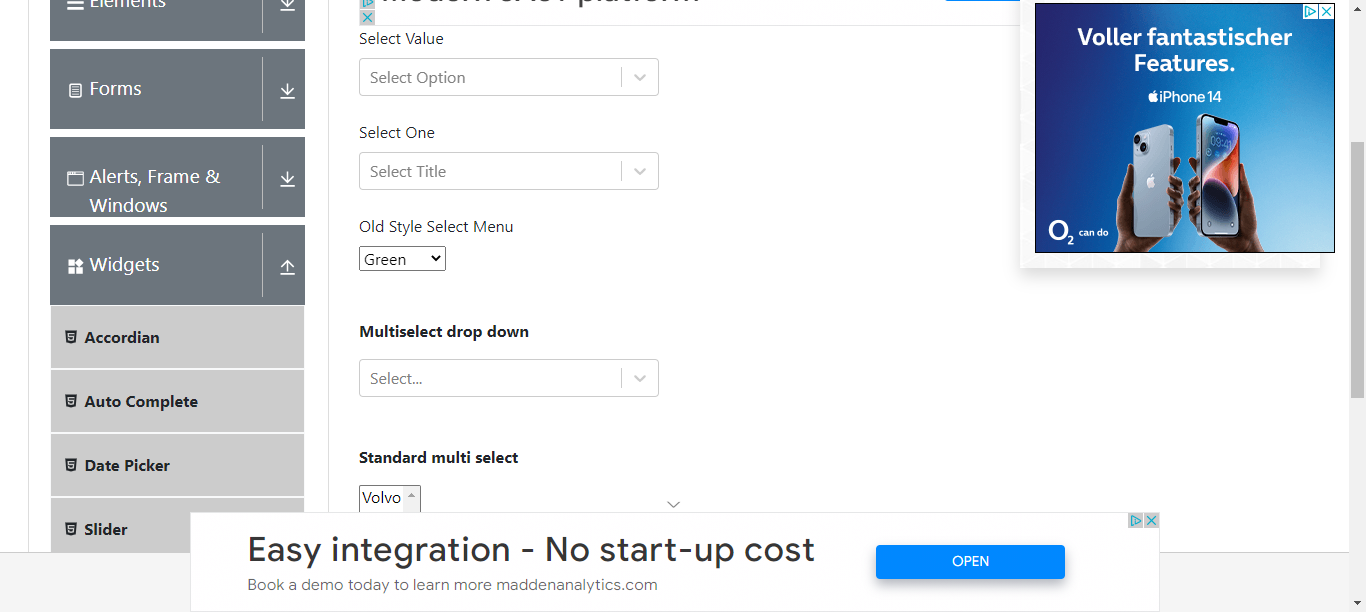 Elements
Forms
Alerts, Frame &
Windows
Widgets
Accordian
Auto Complete
Date Picker
Slider
Select Value
Select Option
Select One
Select Title
Old Style Select Menu
Green
Multiselect drop down
Select...
Standard multi select
Volvo
Voller fantastischer
Features.
iPhone 14
09:41
O2 can do
Easy integration - No start-up cost
Book a demo today to learn more maddenanalytics.com
OPEN